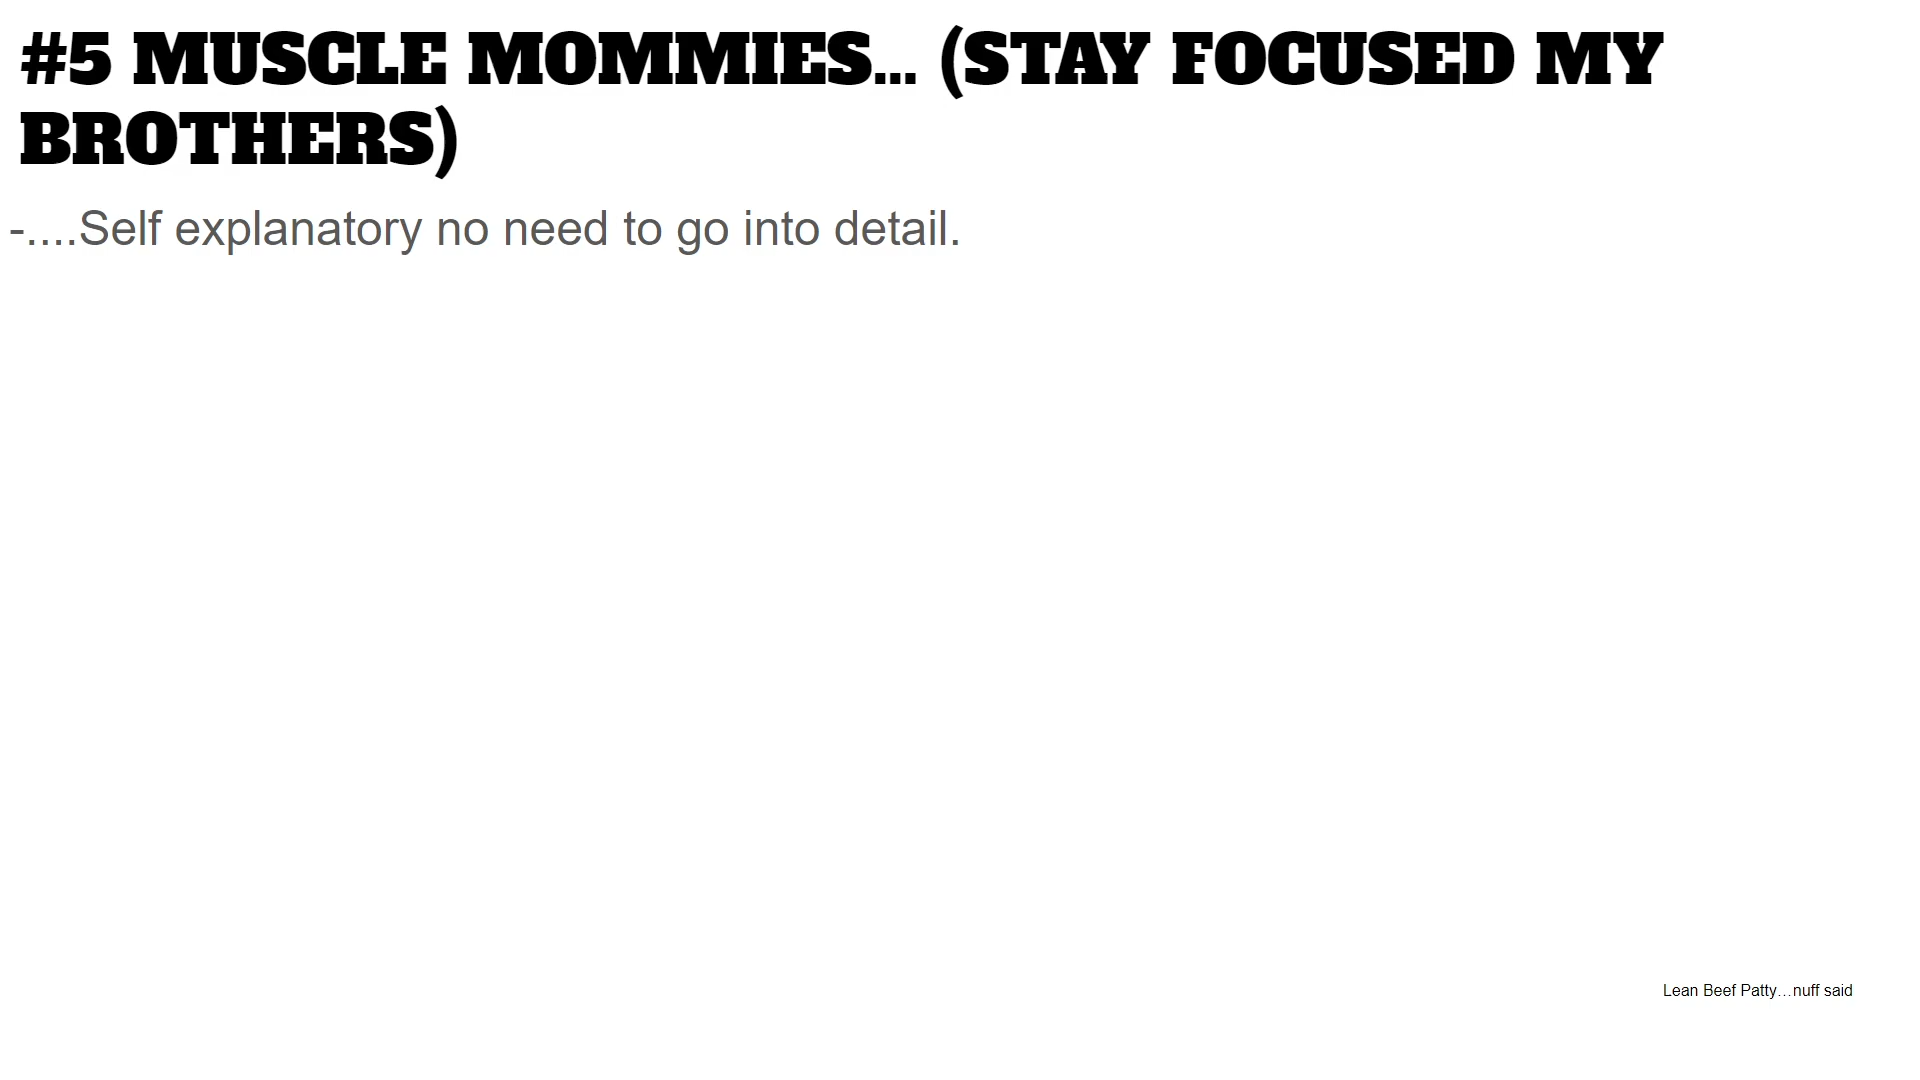 #5 MUSCLE MOMMIES... (STAY FOCUSED MY
BROTHERS)
-....Self explanatory no need to go into detail.
Lean Beef Patty…nuff said